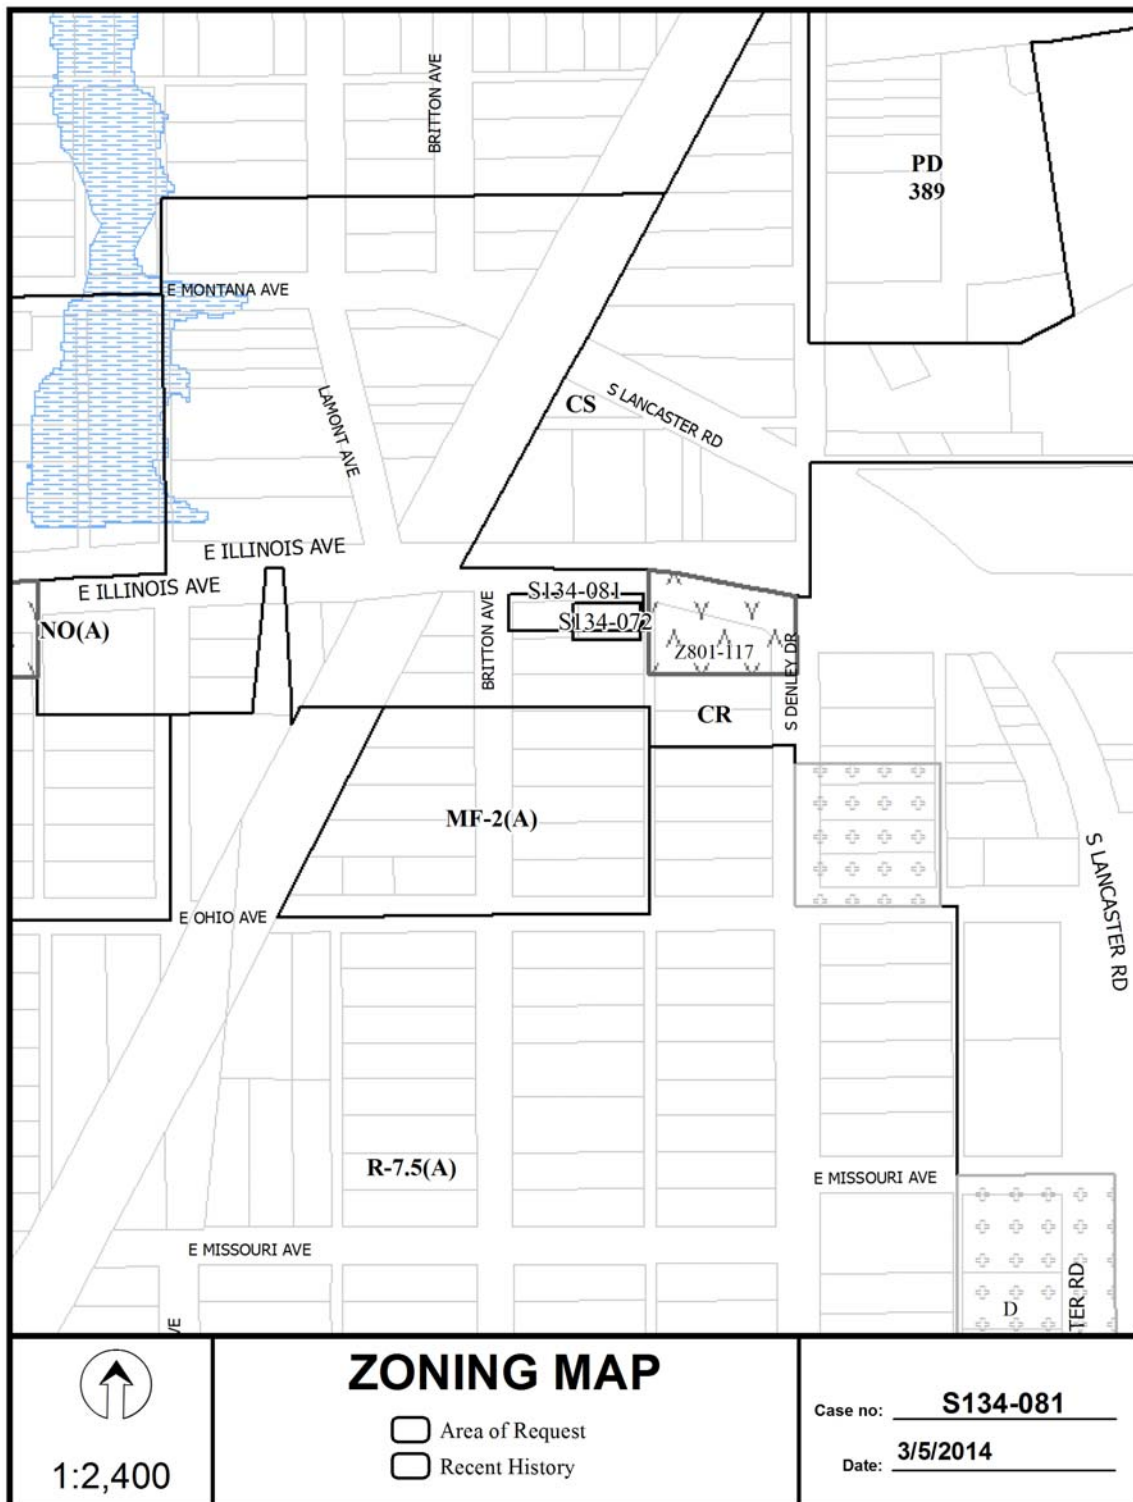 BRITTON AVE
PD
389
E MONTANA AVE
LAMONT AVE
CS
S LANCASTER RD
E ILLINOIS AVE
E ILLINOIS AVE
NO(A)
BRITTON AVE
S134-081
S134-072
Z801-117
S DENLEY DR
CR
MF-2(A)
S LANCASTER RD
E OHIO AVE
R-7.5(A)
E MISSOURI AVE
E MISSOURI AVE
D
TER RD
VE
1:2,400
ZONING MAP
Area of Request
Recent History
Case no: S134-081
Date: 3/5/2014